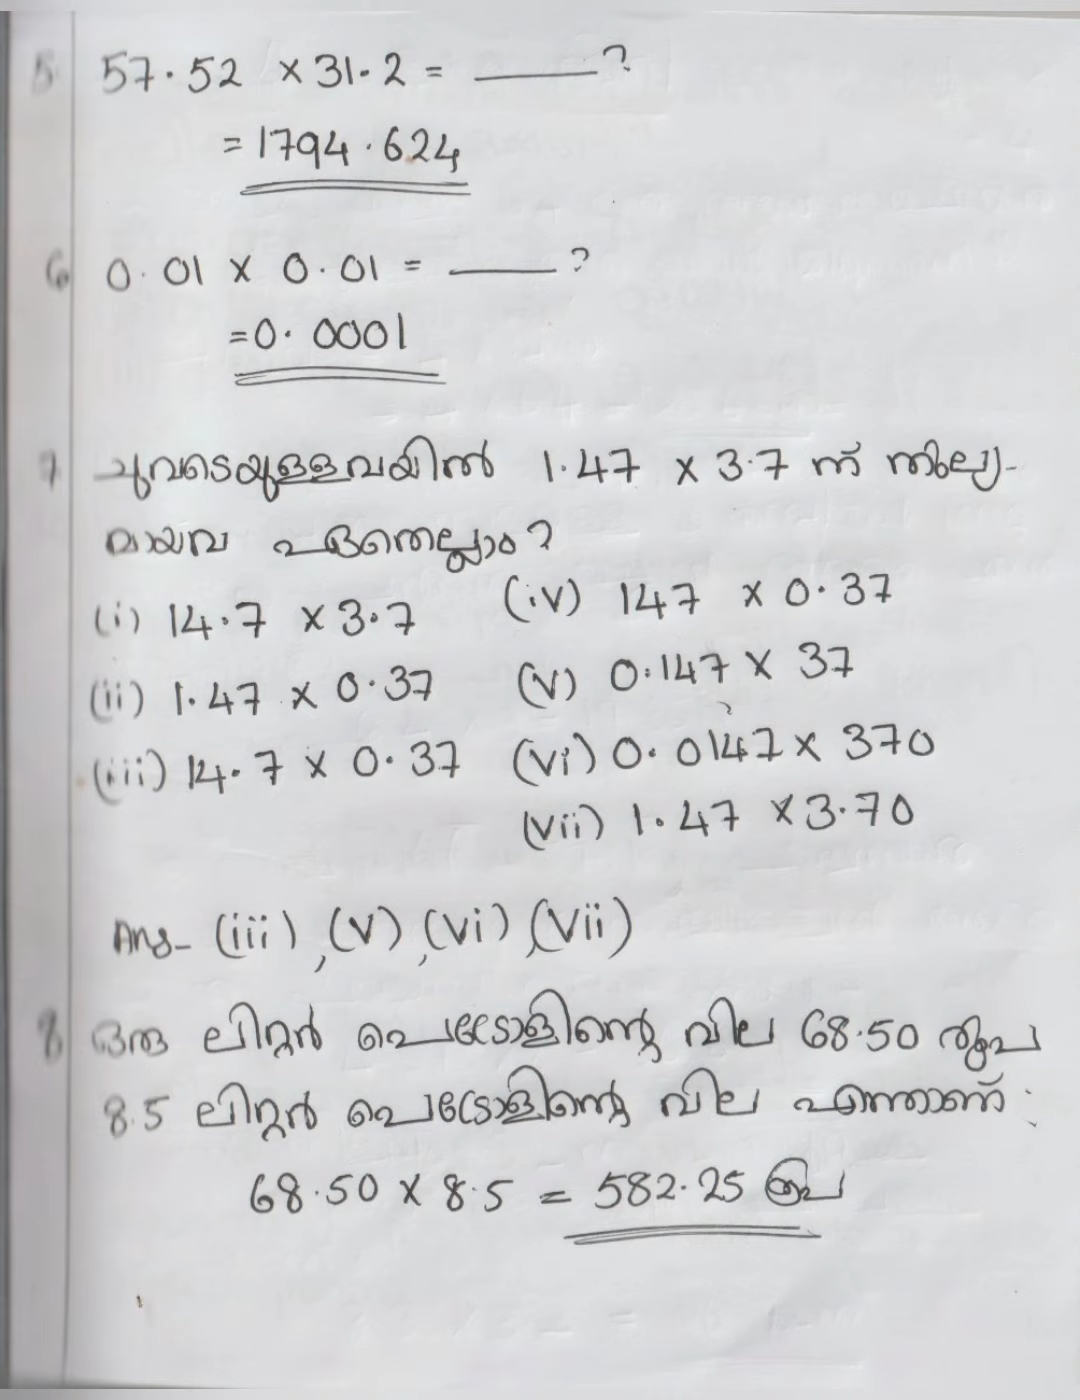 5 57.52 × 31.2 = ______?
= 1794.624
6 0.01 × 0.01 = ______?
= 0.0001
7 ചുവടെയുള്ളവയിൽ 1.47 × 3.7 ന് തുല്യ-
മായവ ഏതെല്ലാം?
(i) 14.7 × 3.7
(ii) 1.47 × 0.37
(iii) 14.7 × 0.37
(iv) 147 × 0.37
(v) 0.147 × 37
(vi) 0.0147 × 370
(vii) 1.47 × 3.70
Ans- (iii), (v), (vi), (vii)
8 ഒരു ലിറ്റർ പെട്രോളിന്റെ വില 68.50 രൂപ
8.5 ലിറ്റർ പെട്രോളിന്റെ വില എന്താണ് :
68.50 × 8.5 = 582.25 രൂപ